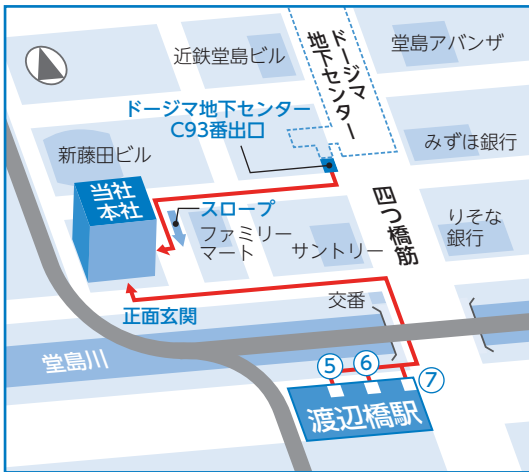 近鉄堂島ビル
ドージマ
地下センター
堂島アバンザ
ドージマ地下センター
C93番出口
みずほ銀行
新藤田ビル
当社
本社
スロープ
ファミリー
マート
サントリー
四つ橋筋
りそな
銀行
正面玄関
交番
堂島川
⑤
⑥
⑦
渡辺橋駅